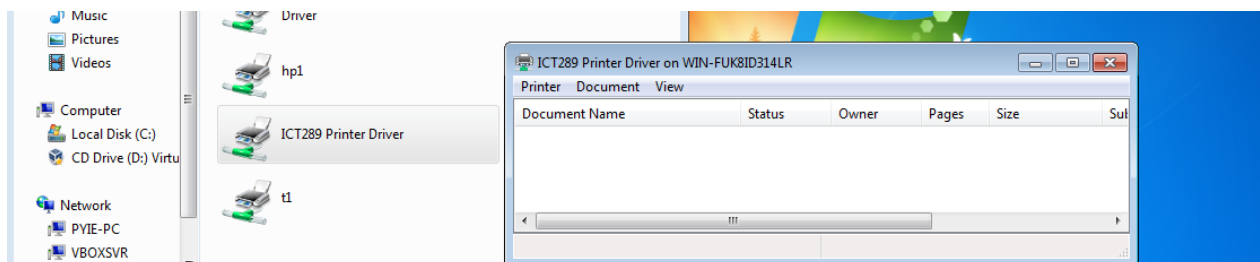 Music
Pictures
Videos
Computer
Local Disk (C:)
CD Drive (D:) Virtu
Network
PYIE-PC
VBOXSVR
Driver
hp1
ICT289 Printer Driver
t1
ICT289 Printer Driver on WIN-FUK8ID314LR
Printer Document View
Document Name Status Owner Pages Size Sub